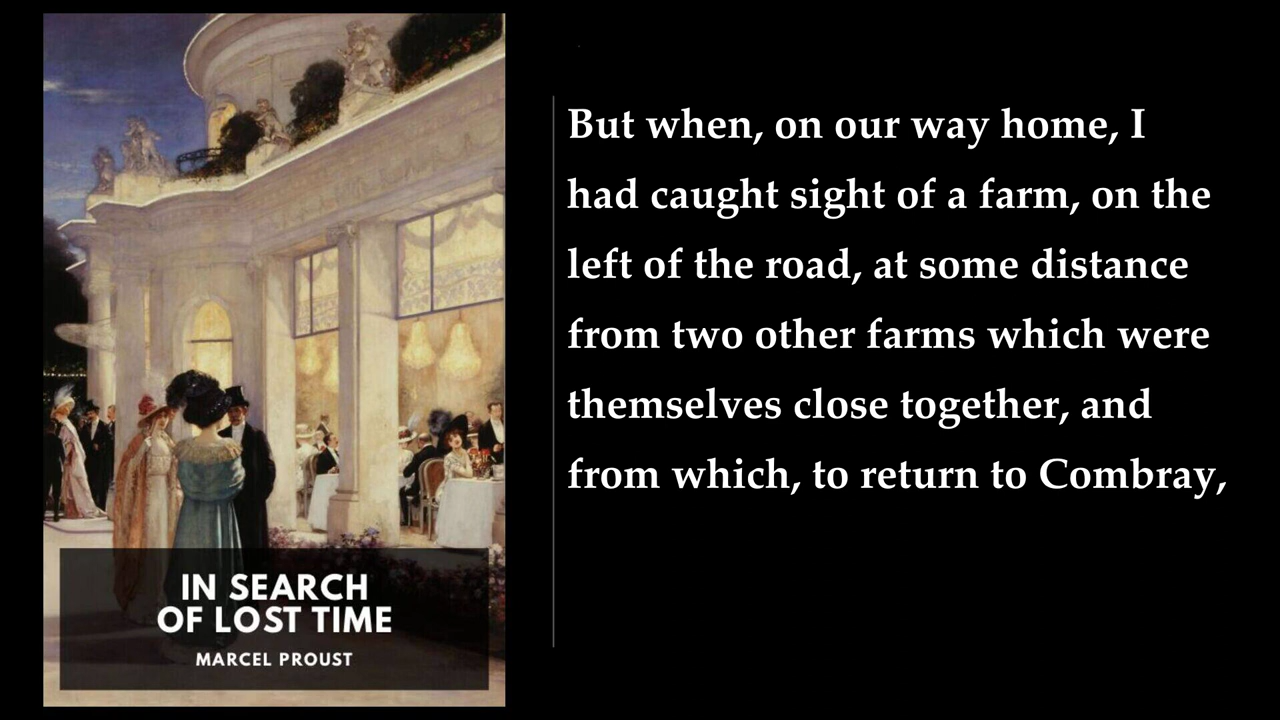 But when, on our way home, I
had caught sight of a farm, on the
left of the road, at some distance
from two other farms which were
themselves close together, and
from which, to return to Combray,
IN SEARCH
OF LOST TIME
MARCEL PROUST